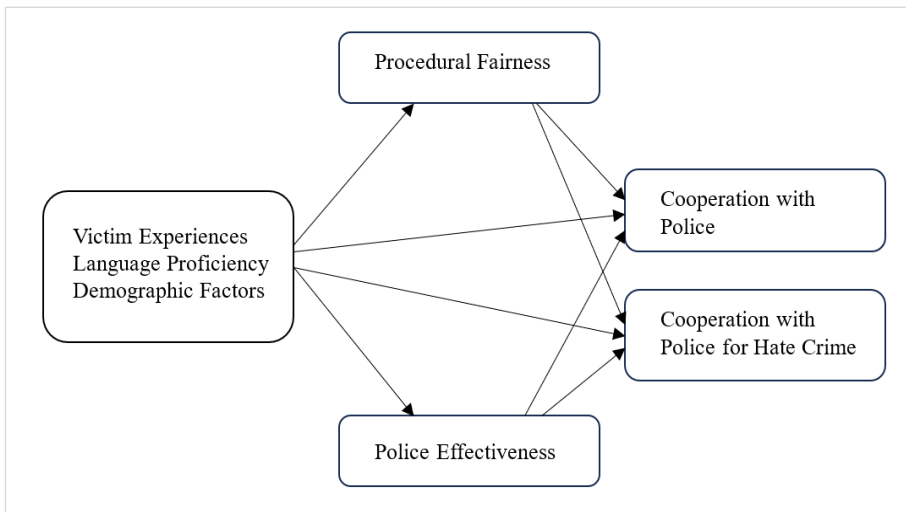 Procedural Fairness
Victim Experiences
Language Proficiency
Demographic Factors
Cooperation with
Police
Cooperation with
Police for Hate Crime
Police Effectiveness